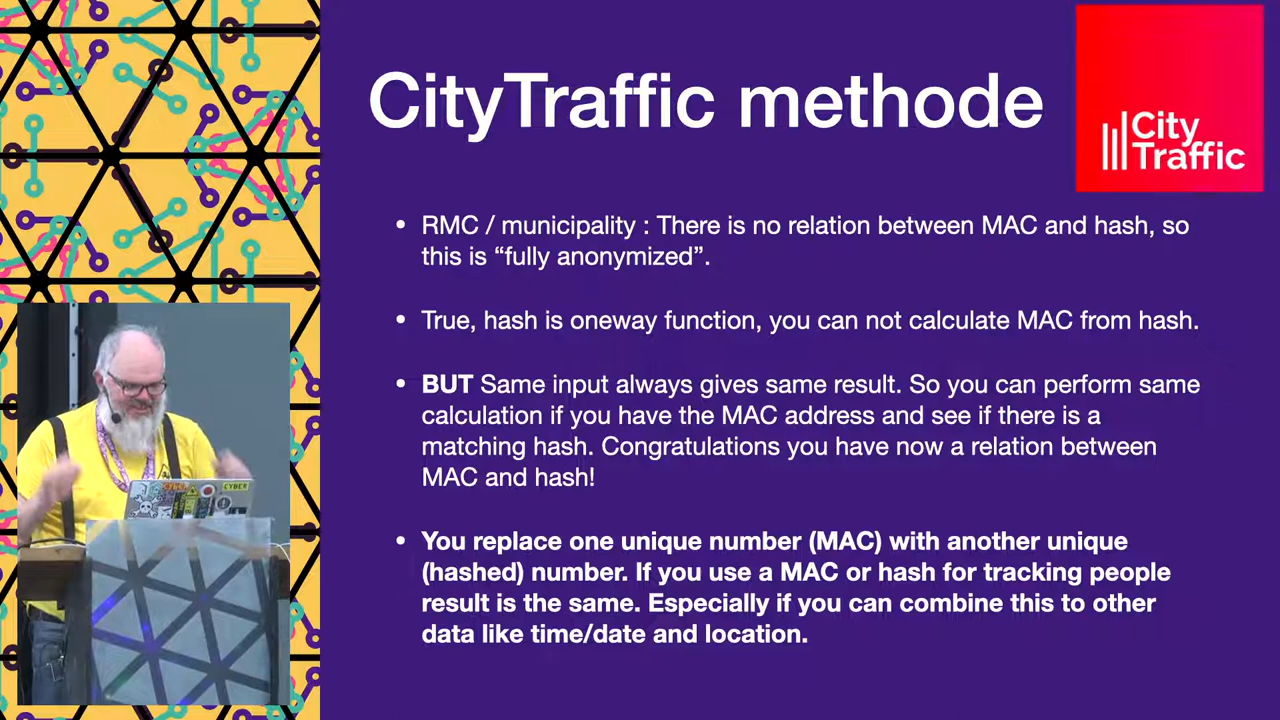 CityTraffic methode
City
Traffic
• RMC / municipality : There is no relation between MAC and hash, so
this is “fully anonymized”.
• True, hash is oneway function, you can not calculate MAC from hash.
• BUT Same input always gives same result. So you can perform same
calculation if you have the MAC address and see if there is a
matching hash. Congratulations you have now a relation between
MAC and hash!
• You replace one unique number (MAC) with another unique
(hashed) number. If you use a MAC or hash for tracking people
result is the same. Especially if you can combine this to other
data like time/date and location.
CYBER